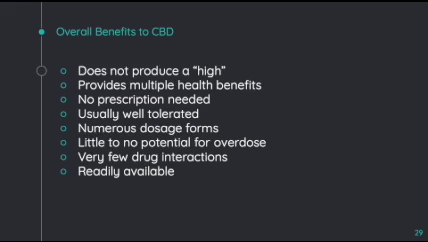 Overall Benefits to CBD
Does not produce a “high”
Provides multiple health benefits
No prescription needed
Usually well tolerated
Numerous dosage forms
Little to no potential for overdose
Very few drug interactions
Readily available
29